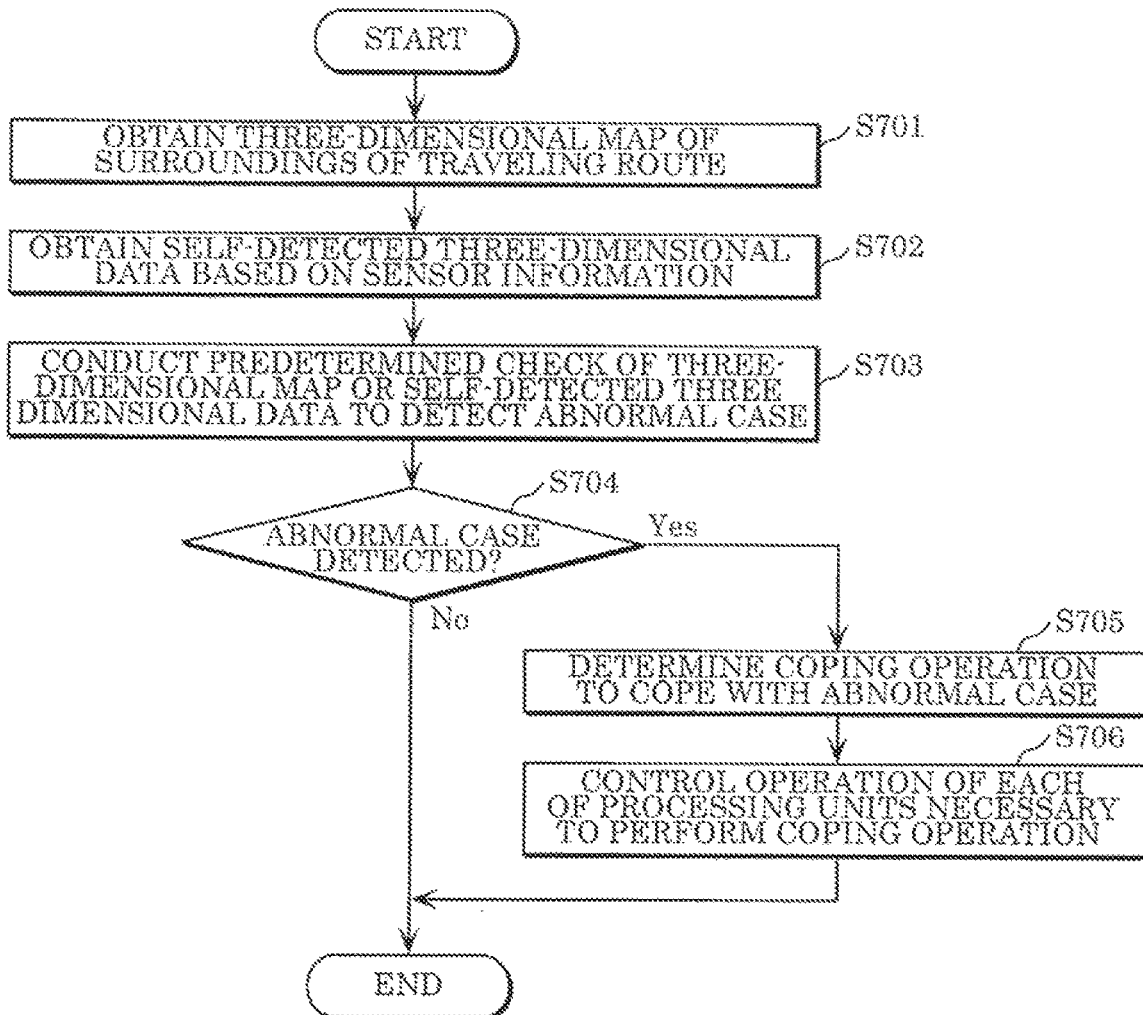 START
OBTAIN THREE-DIMENSIONAL MAP OF
SURROUNDINGS OF TRAVELING ROUTE
S701
OBTAIN SELF-DETECTED THREE-DIMENSIONAL
DATA BASED ON SENSOR INFORMATION
S702
CONDUCT PREDETERMINED CHECK OF THREE-
DIMENSIONAL MAP OR SELF-DETECTED THREE
DIMENSIONAL DATA TO DETECT ABNORMAL CASE
S703
S704
ABNORMAL CASE
DETECTED?
Yes
No
S705
DETERMINE COPING OPERATION
TO COPE WITH ABNORMAL CASE
S706
CONTROL OPERATION OF EACH
OF PROCESSING UNITS NECESSARY
TO PERFORM COPING OPERATION
END